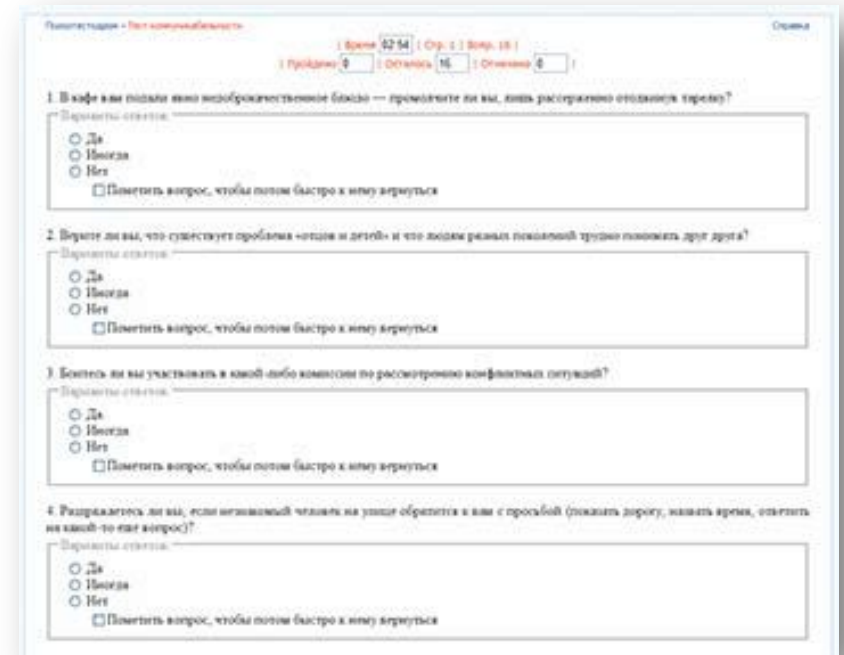 Психотестодром • Тест коммуникабельности Справка
| Время 02:54 | Стр. 1 | Вопр. 16 |
| Пройдено 0 | Осталось 16 | Отмечено 0 |
1. В кафе вам подали явно недоброкачественное блюдо — промолчите ли вы, лишь рассерженно отодвинув тарелку?
Варианты ответов
Да
Иногда
Нет
Пометить вопрос, чтобы потом быстро к нему вернуться
2. Верите ли вы, что существует проблема «отцов и детей» и что людям разных поколений трудно понимать друг друга?
Варианты ответов
Да
Иногда
Нет
Пометить вопрос, чтобы потом быстро к нему вернуться
3. Боитесь ли вы участвовать в какой-либо комиссии по рассмотрению конфликтных ситуаций?
Варианты ответов
Да
Иногда
Нет
Пометить вопрос, чтобы потом быстро к нему вернуться
4. Раздражаетесь ли вы, если незнакомый человек на улице обратится к вам с просьбой (показать дорогу, назвать время, ответить
на какой-то еще вопрос)?
Варианты ответов
Да
Иногда
Нет
Пометить вопрос, чтобы потом быстро к нему вернуться